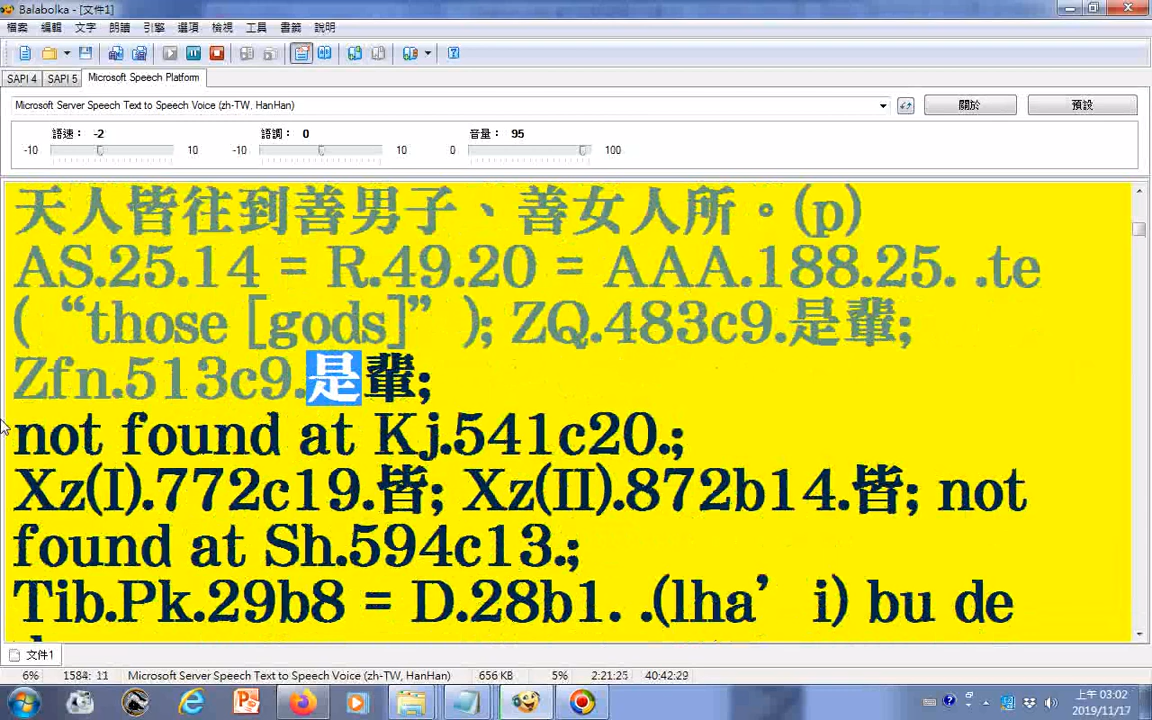 Balabolka - [文件1]
檔案 編輯 文字 朗讀 引擎 選項 檢視 工具 書籤 說明
SAPI 4 SAPI 5 Microsoft Speech Platform
Microsoft Server Speech Text to Speech Voice (zh-TW, HanHan) 關於 預設
語速： -2 語調： 0 音量： 95
-10 10 -10 10 0 100
天人皆往到善男子、善女人所。(p)
AS.25.14 = R.49.20 = AAA.188.25. .te
(“those [gods]”); ZQ.483c9.是輩;
Zfn.513c9.是輩;
not found at Kj.541c20.;
Xz(I).772c19.皆; Xz(II).872b14.皆; not
found at Sh.594c13.;
Tib.Pk.29b8 = D.28b1. .(lha’i) bu de
文件1
6% 1584: 11 Microsoft Server Speech Text to Speech Voice (zh-TW, HanHan) 656 KB 5% 2:21:25 40:42:29
上午 03:02
2019/11/17